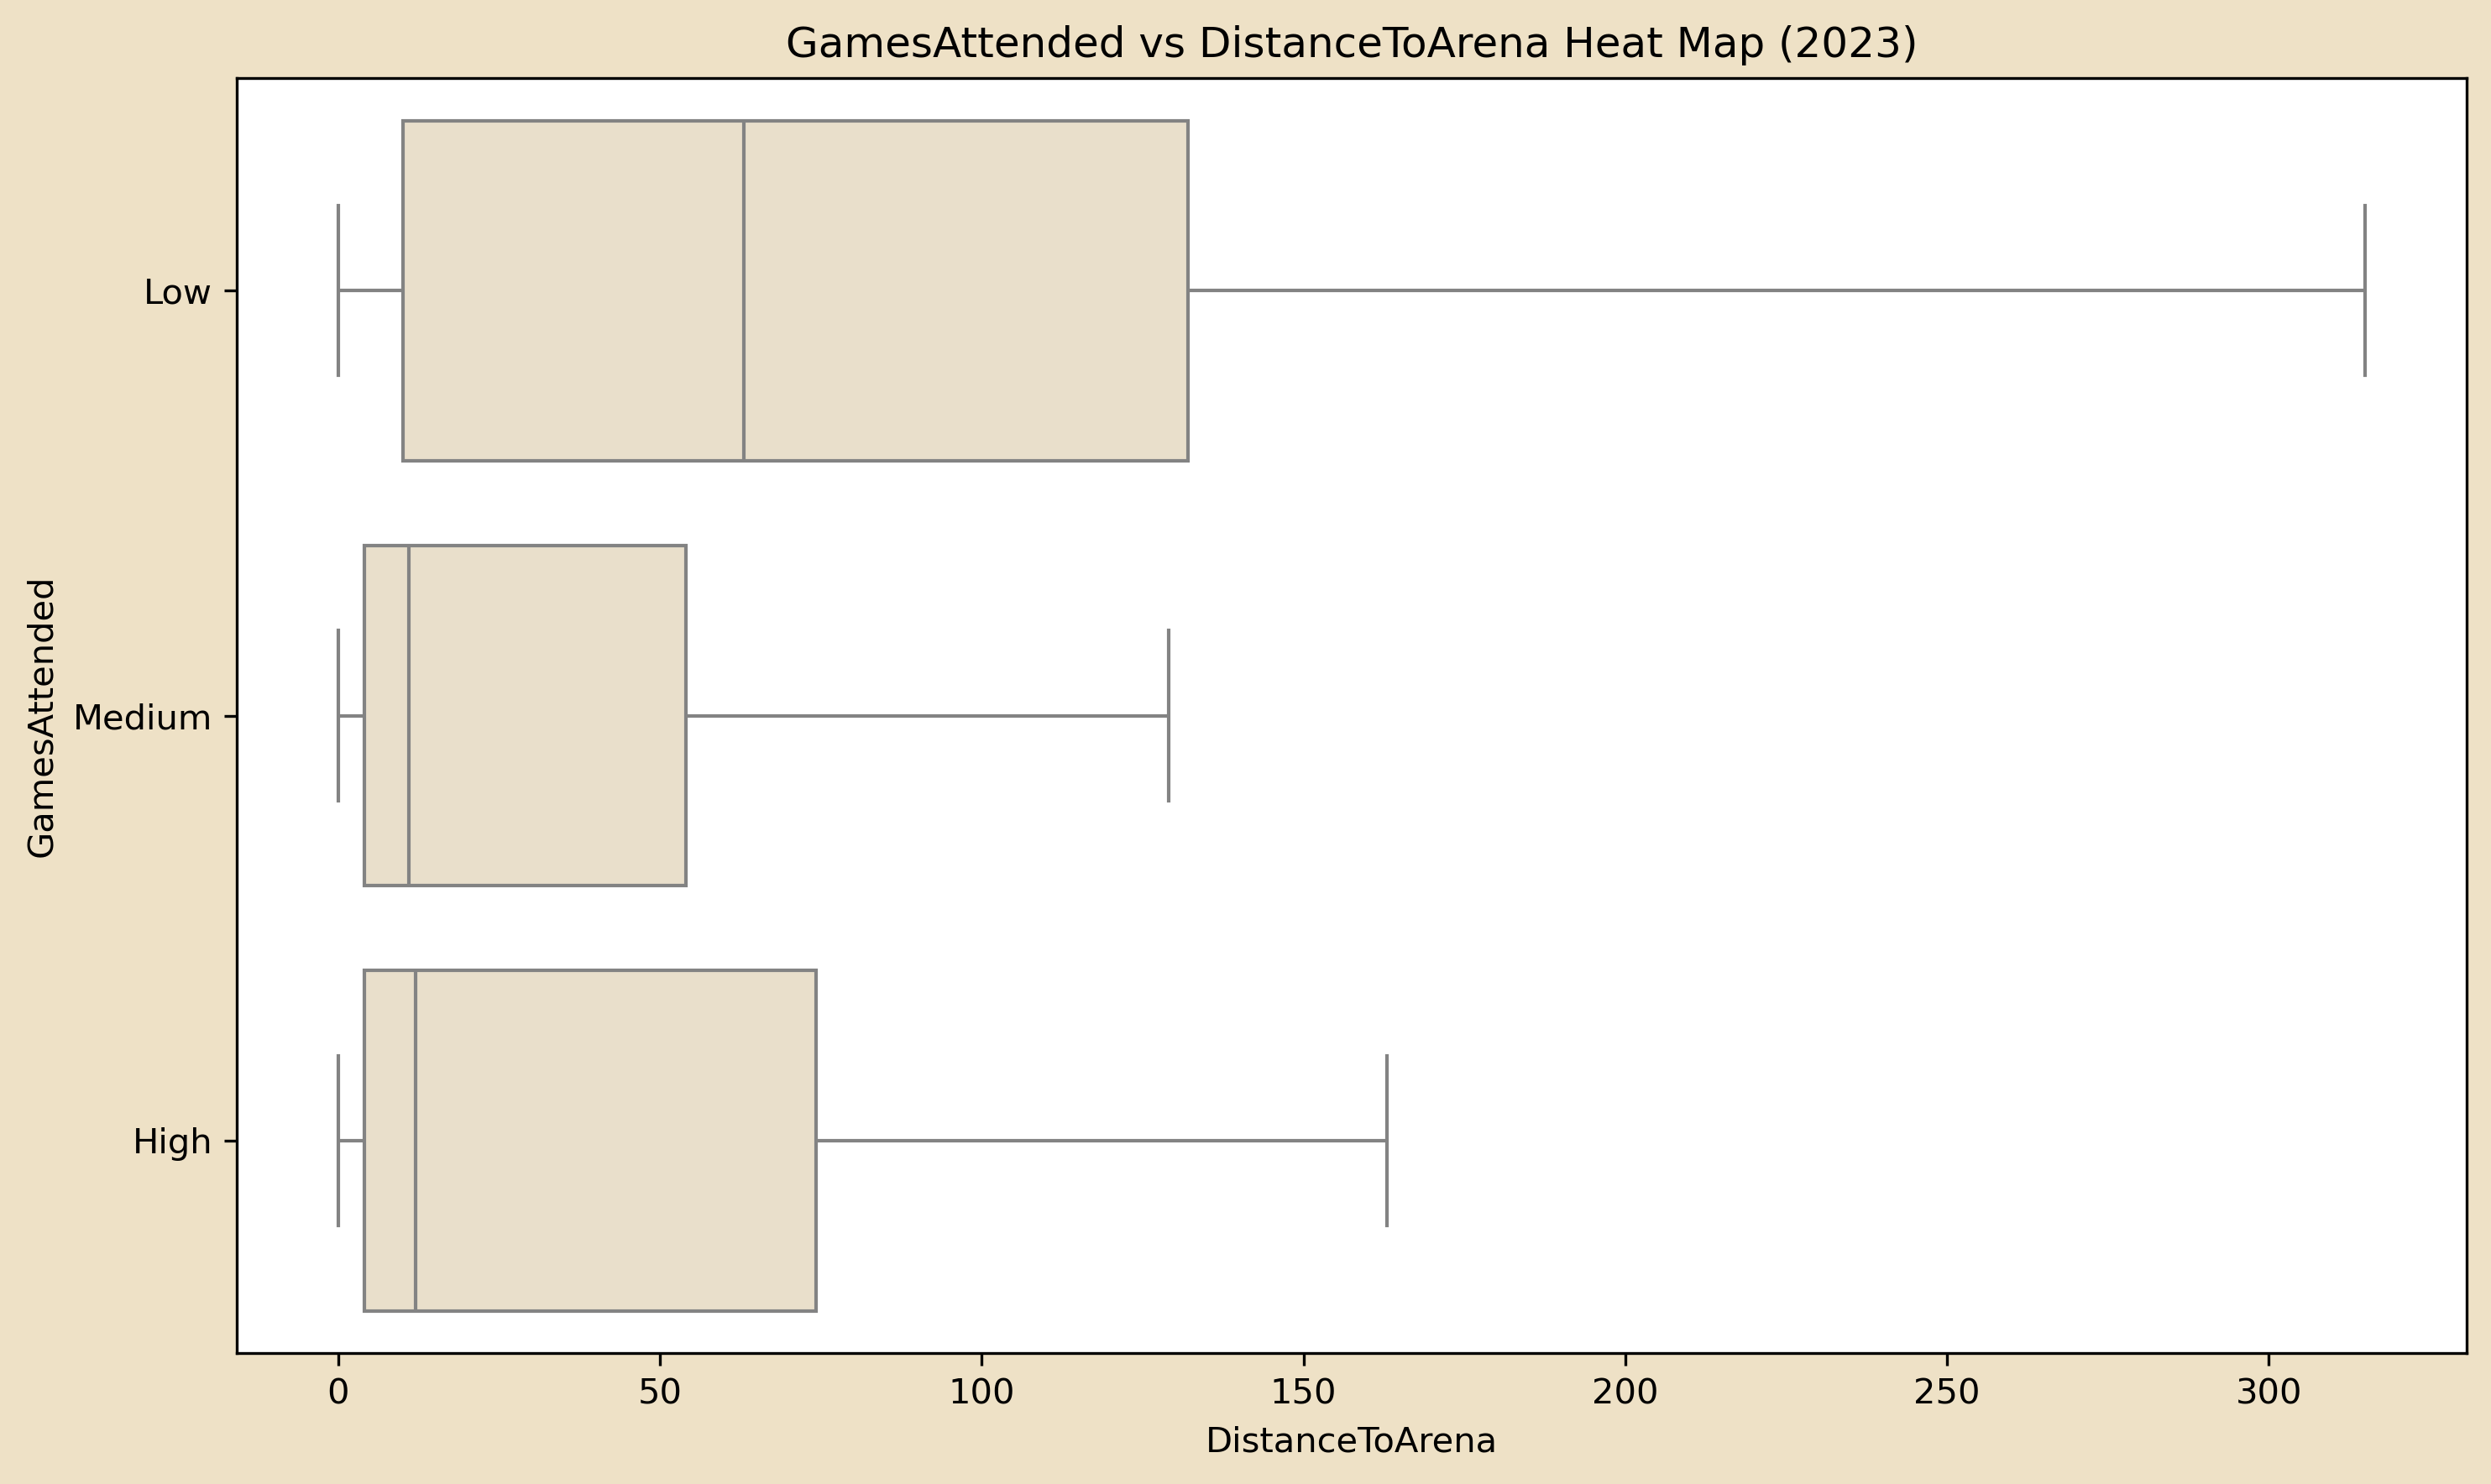 GamesAttended vs DistanceToArena Heat Map (2023)
GamesAttended
Low
Medium
High
0 50 100 150 200 250 300
DistanceToArena